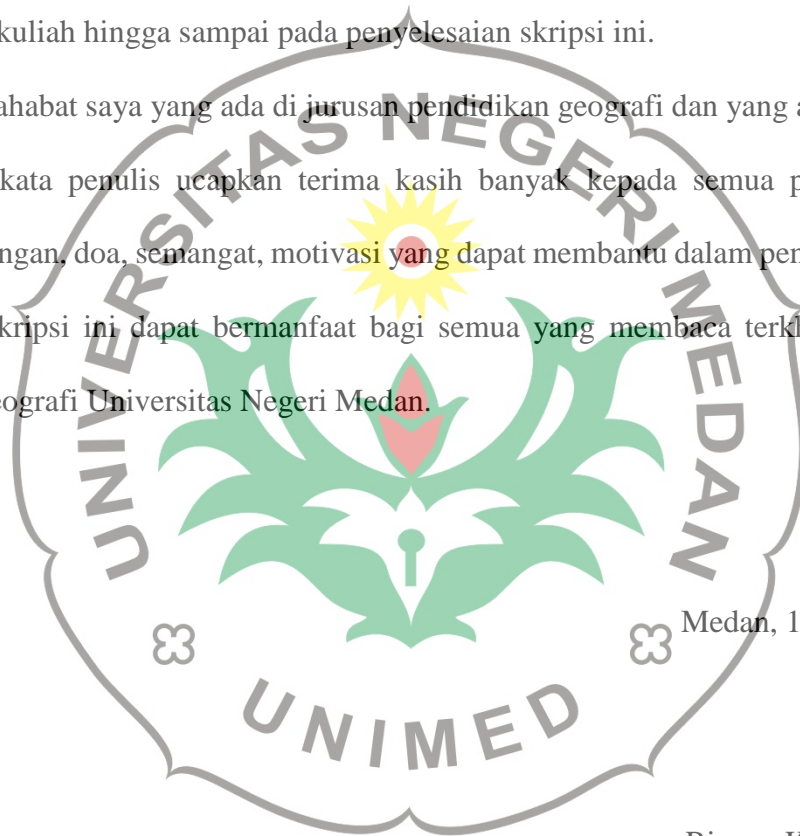 kuliah hingga sampai pada penyelesaian skripsi ini.
ahabat saya yang ada di jurusan pendidikan geografi dan yang a
kata penulis ucapkan terima kasih banyak kepada semua p
ngan, doa, semangat, motivasi yang dapat membantu dalam pen
kripsi ini dapat bermanfaat bagi semua yang membaca terkh
eografi Universitas Negeri Medan.
UNIVERSITAS NEGERI MEDAN
Medan, 1
UNIMED